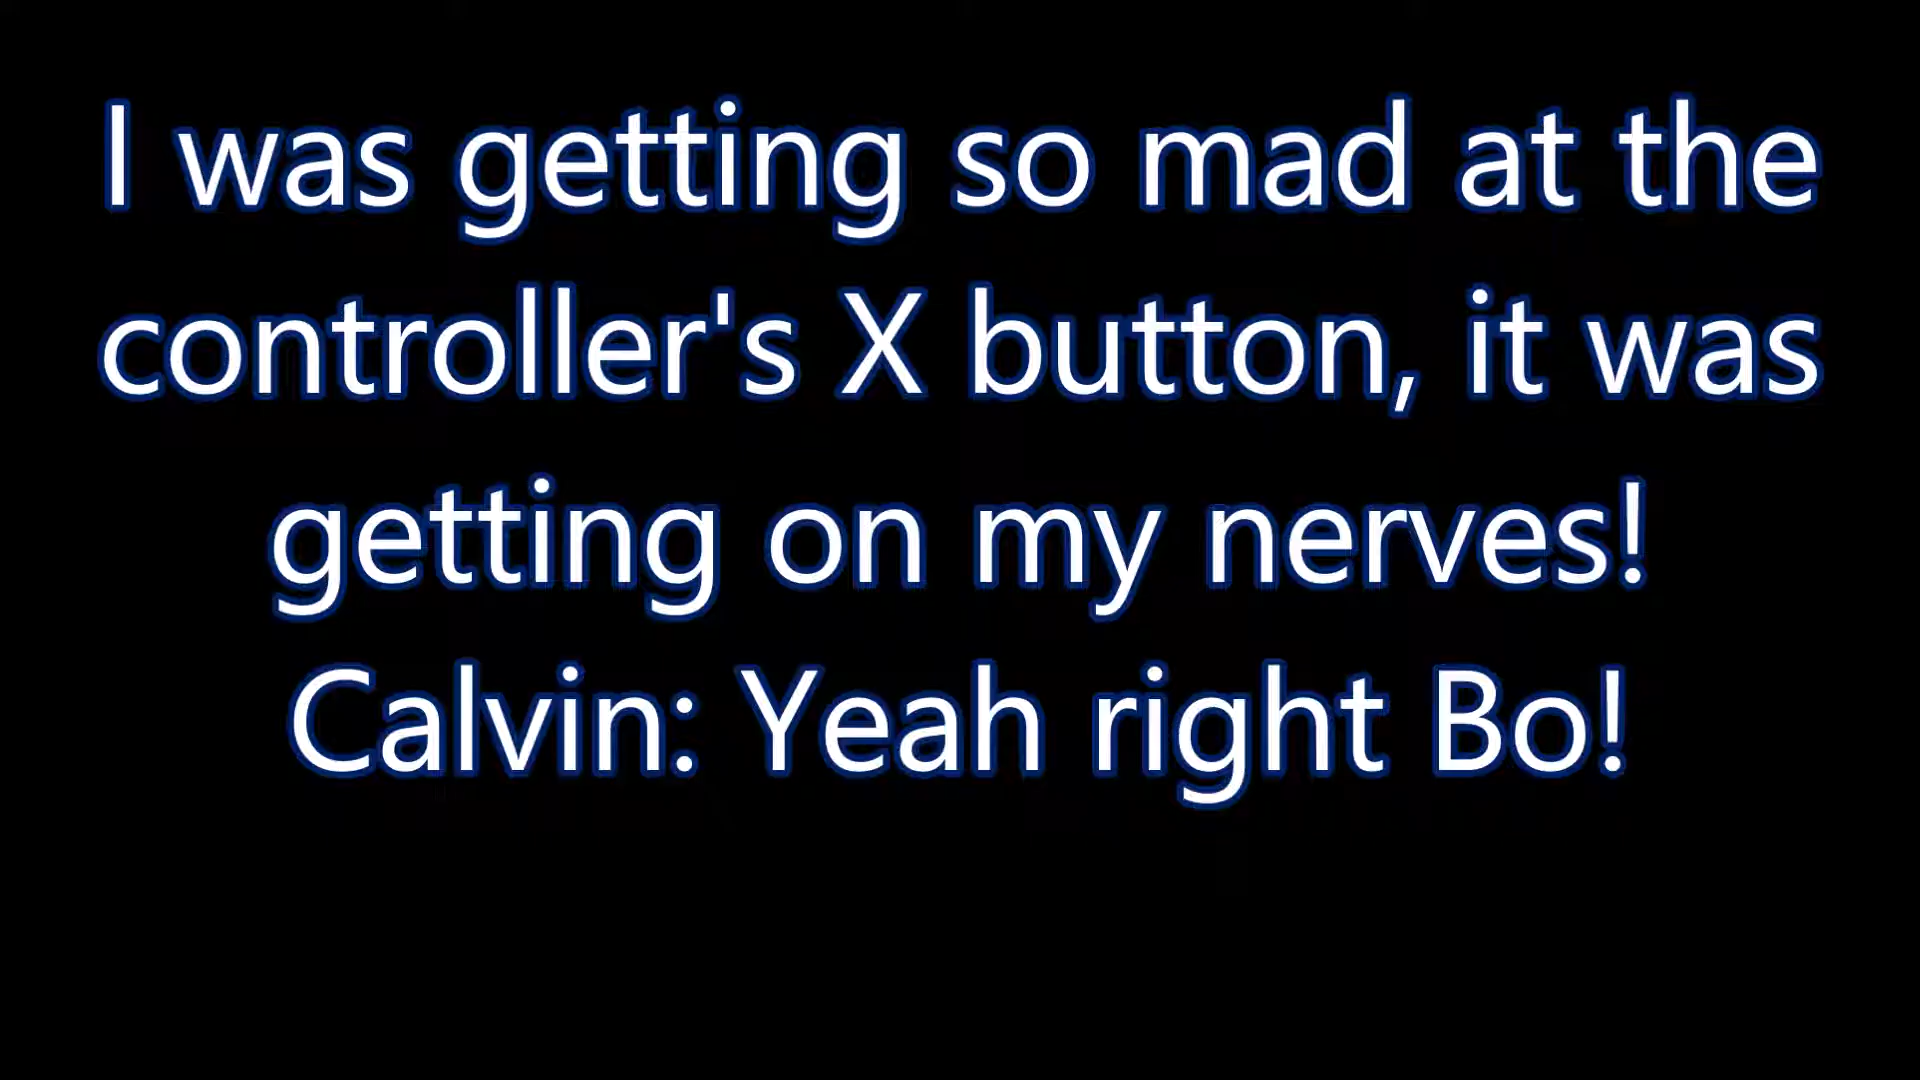 I was getting so mad at the
controller's X button, it was
getting on my nerves!
Calvin: Yeah right Bo!